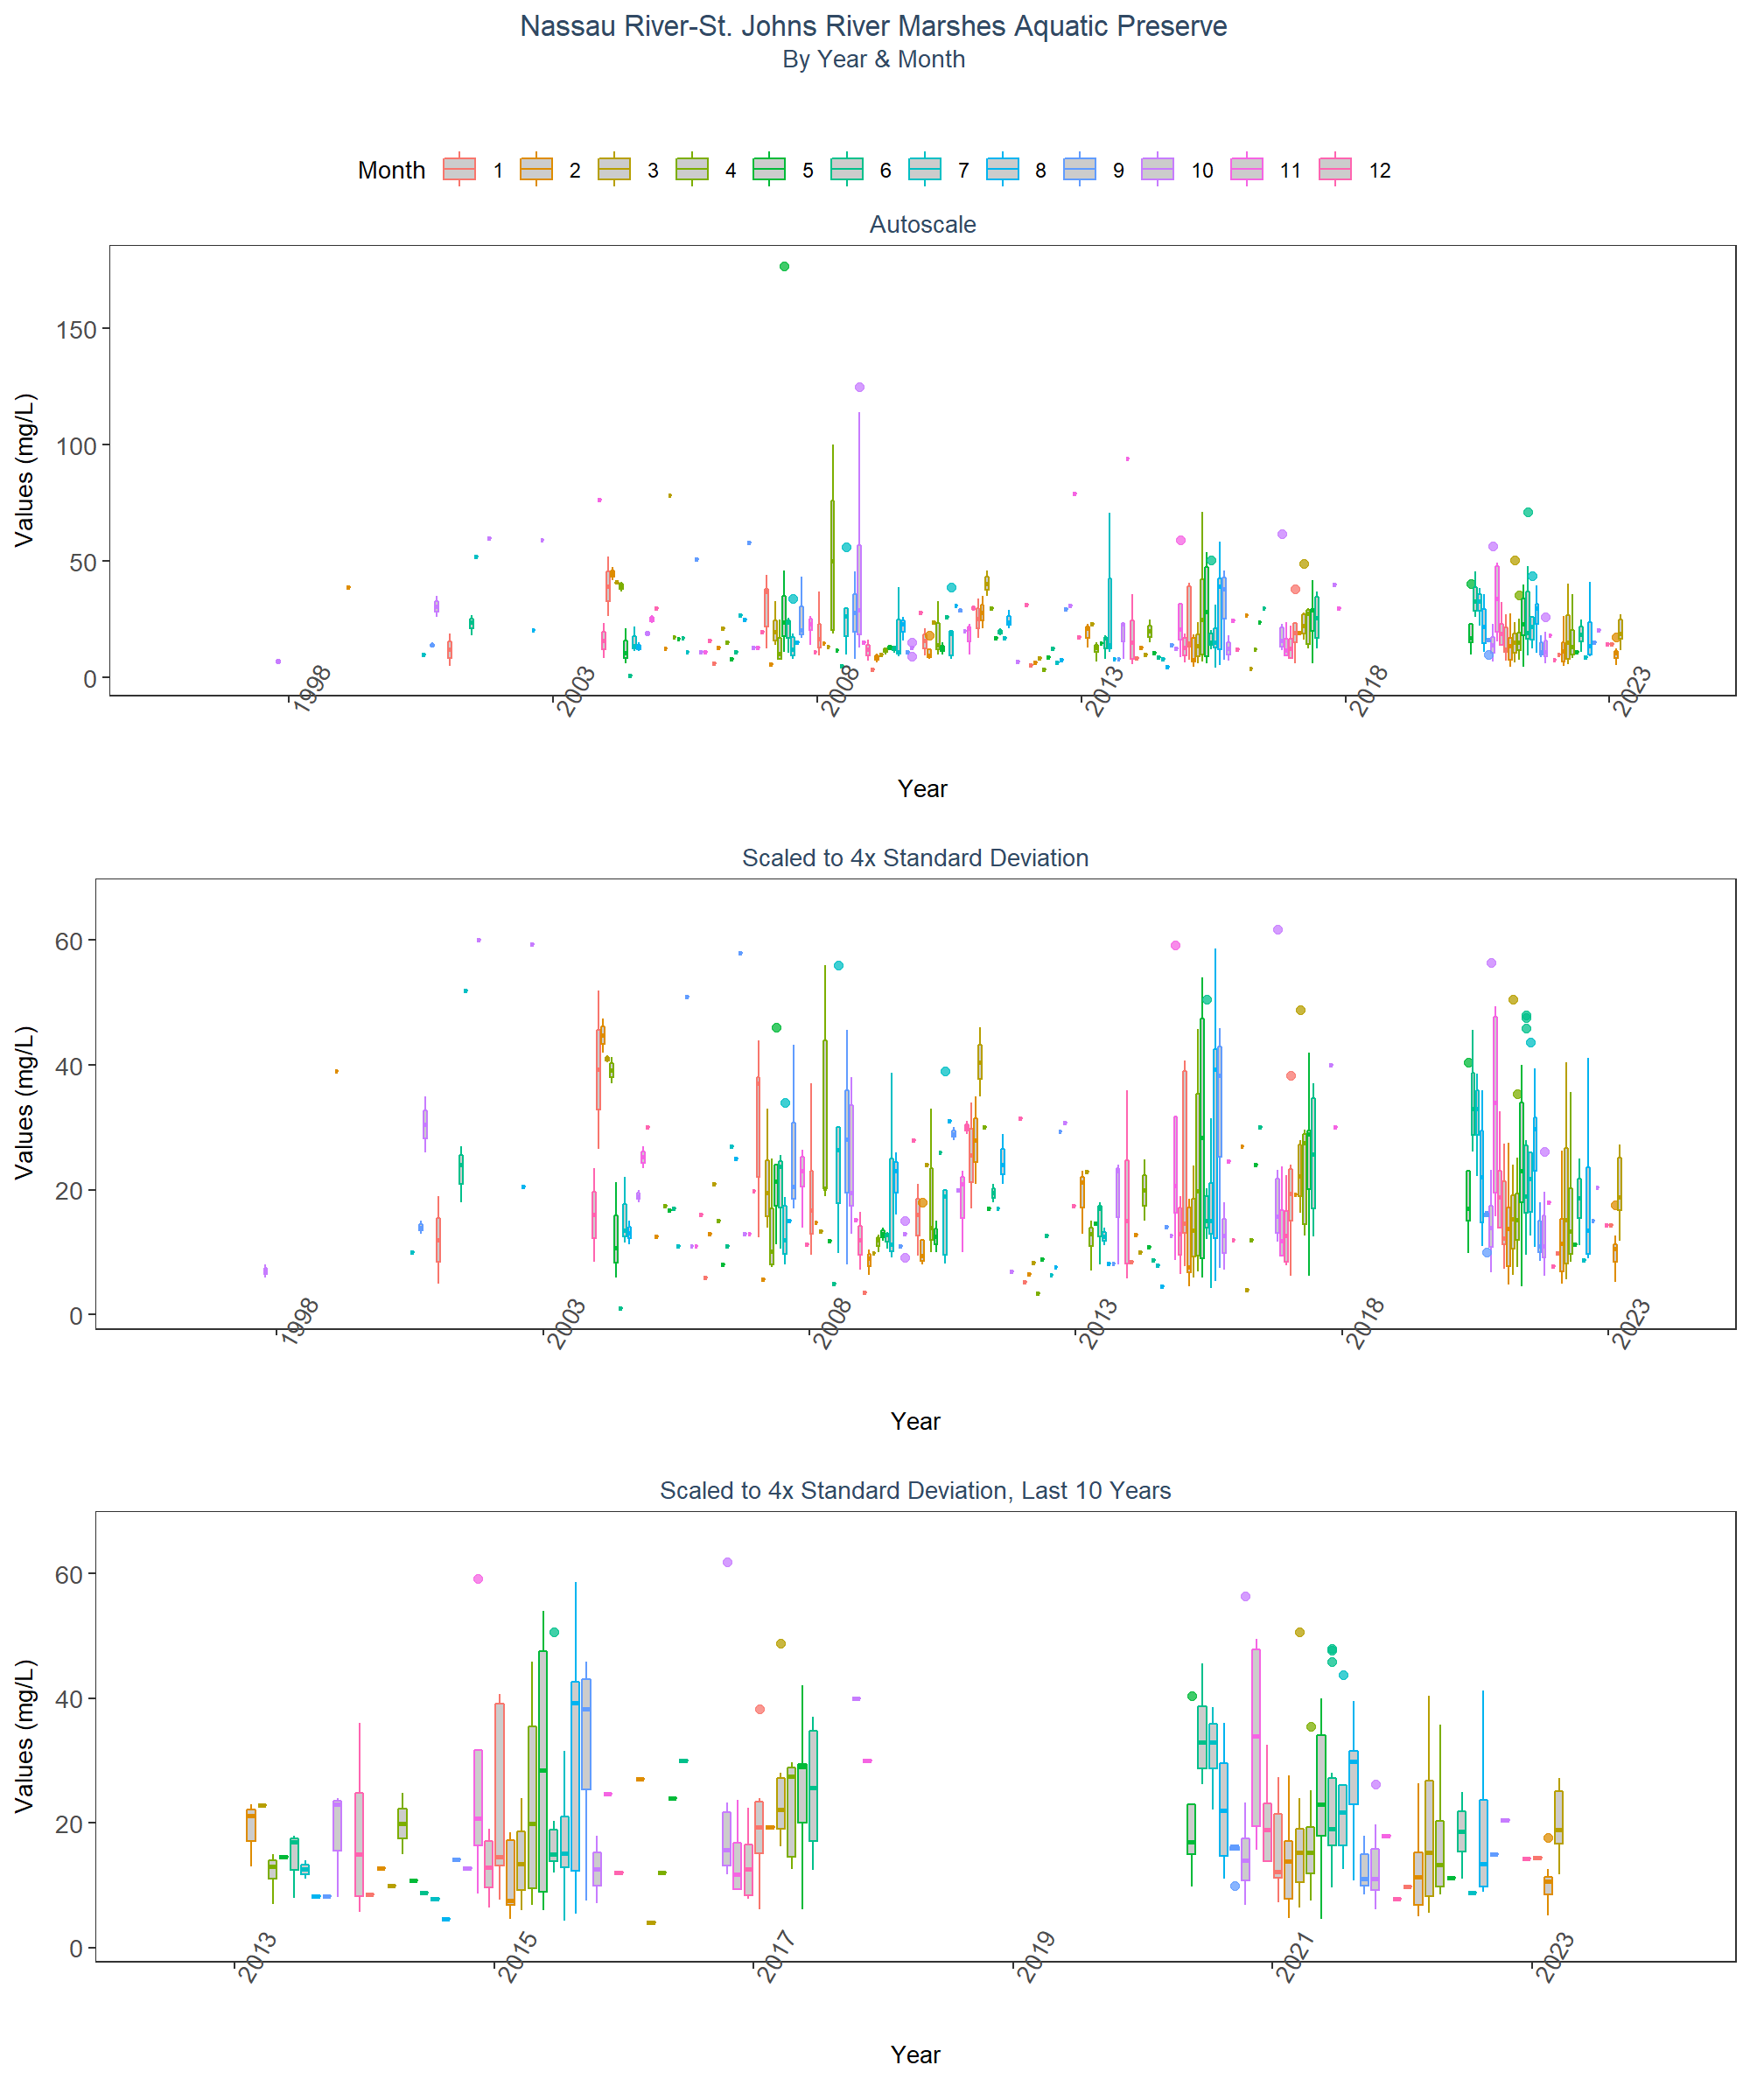 Nassau River-St. Johns River Marshes Aquatic Preserve
By Year & Month
Month 1 2 3 4 5 6 7 8 9 10 11 12
Autoscale
Values (mg/L)
150
100
50
0
1998 2003 2008 2013 2018 2023
Year
Scaled to 4x Standard Deviation
Values (mg/L)
60
40
20
0
1998 2003 2008 2013 2018 2023
Year
Scaled to 4x Standard Deviation, Last 10 Years
Values (mg/L)
60
40
20
0
2013 2015 2017 2019 2021 2023
Year